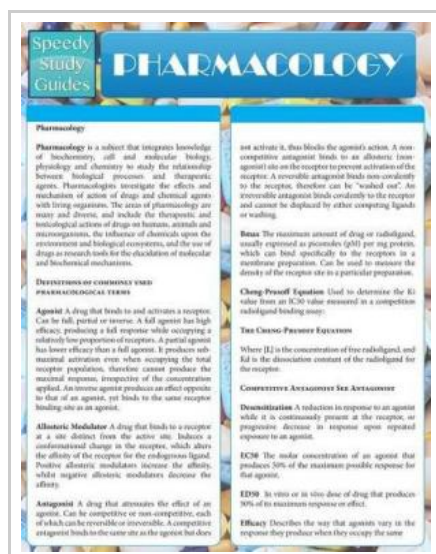 Speedy
Study
Guides
PHARMACOLOGY
Pharmacology
Pharmacology is a subject that integrates knowledge
of biochemistry, cell and molecular biology,
physiology and chemistry to study the relationship
between biological processes and therapeutic
agents. Pharmacologists investigate the effects and
mechanism of action of drugs and chemical agents
with living organisms. The areas of pharmacology are
many and diverse, and include the therapeutic and
toxicological actions of drugs on humans, animals and
microorganisms, the influence of chemicals upon the
environment and biological ecosystems, and the use of
drugs as research tools for the elucidation of molecular
and biochemical mechanisms.
DEFINITIONS OF COMMONLY USED
PHARMACOLOGICAL TERMS
Agonist A drug that binds to and activates a receptor.
Can be full, partial or inverse. A full agonist has high
efficacy, producing a full response while occupying a
relatively low proportion of receptors. A partial agonist
has lower efficacy than a full agonist. It produces sub-
maximal activation even when occupying the total
receptor population, therefore cannot produce the
maximal response, irrespective of the concentration
applied. An inverse agonist produces an effect opposite
to that of an agonist, yet binds to the same receptor
binding-site as an agonist.
Allosteric Modulator A drug that binds to a receptor
at a site distinct from the active site. Induces a
conformational change in the receptor, which alters
the affinity of the receptor for the endogenous ligand.
Positive allosteric modulators increase the affinity,
whilst negative allosteric modulators decrease the
affinity.
Antagonist A drug that attenuates the effect of an
agonist. Can be competitive or non-competitive, each
of which can be reversible or irreversible. A competitive
antagonist binds to the same site as the agonist but does
not activate it, thus blocks the agonist's action. A non-
competitive antagonist binds to an allosteric (non-
agonist) site on the receptor to prevent activation of the
receptor. A reversible antagonist binds non-covalently
to the receptor, therefore can be "washed out". An
irreversible antagonist binds covalently to the receptor
and cannot be displaced by either competing ligands
or washing.
Bmax The maximum amount of drug or radioligand,
usually expressed as picomoles (pM) per mg protein,
which can bind specifically to the receptors in a
membrane preparation. Can be used to measure the
density of the receptor site in a particular preparation.
Cheng-Prusoff Equation Used to determine the Ki
value from an IC50 value measured in a competition
radioligand binding assay:
THE CHENG-PRUSOFF EQUATION
Where [L] is the concentration of free radioligand, and
Kd is the dissociation constant of the radioligand for
the receptor.
COMPETITIVE ANTAGONIST SEE ANTAGONIST
Desensitization A reduction in response to an agonist
while it is continuously present at the receptor, or
progressive decrease in response upon repeated
exposure to an agonist.
EC50 The molar concentration of an agonist that
produces 50% of the maximum possible response for
that agonist.
ED50 In vitro or in vivo dose of drug that produces
50% of its maximum response or effect.
Efficacy Describes the way that agonists vary in the
response they produce when they occupy the same